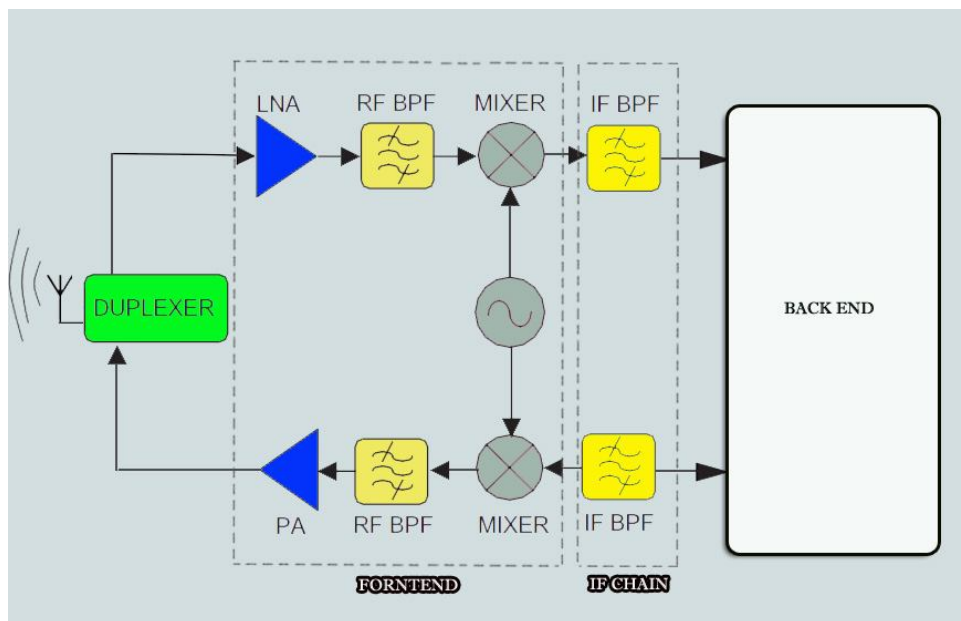 LNA
RF BPF
MIXER
IF BPF
DUPLEXER
BACK END
PA
RF BPF
MIXER
IF BPF
FORNTEND
IF CHAIN